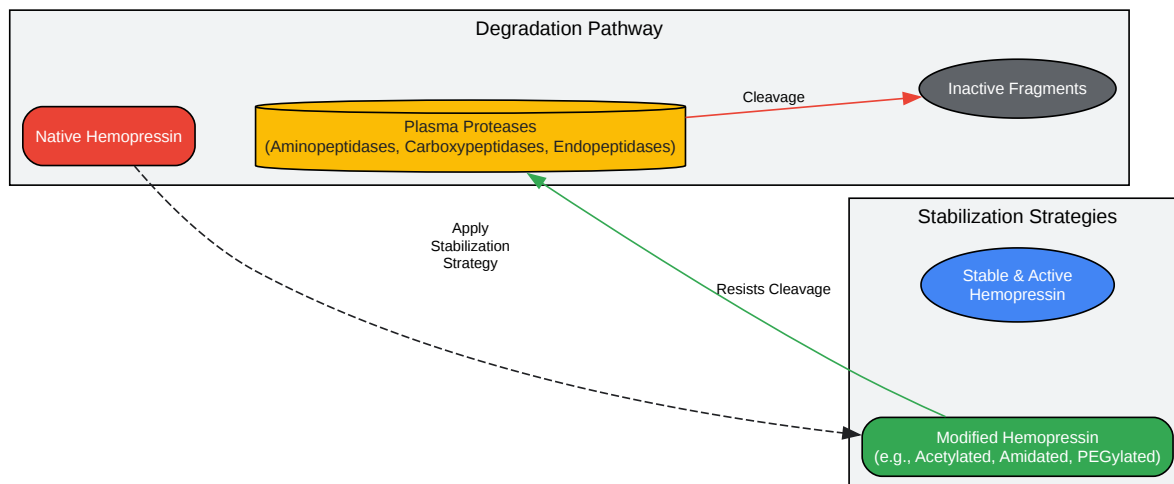 Degradation Pathway
Native Hemopressin
Plasma Proteases
(Aminopeptidases, Carboxypeptidases, Endopeptidases)
Cleavage
Inactive Fragments
Apply
Stabilization
Strategy
Resists Cleavage
Stabilization Strategies
Stable & Active
Hemopressin
Modified Hemopressin
(e.g., Acetylated, Amidated, PEGylated)